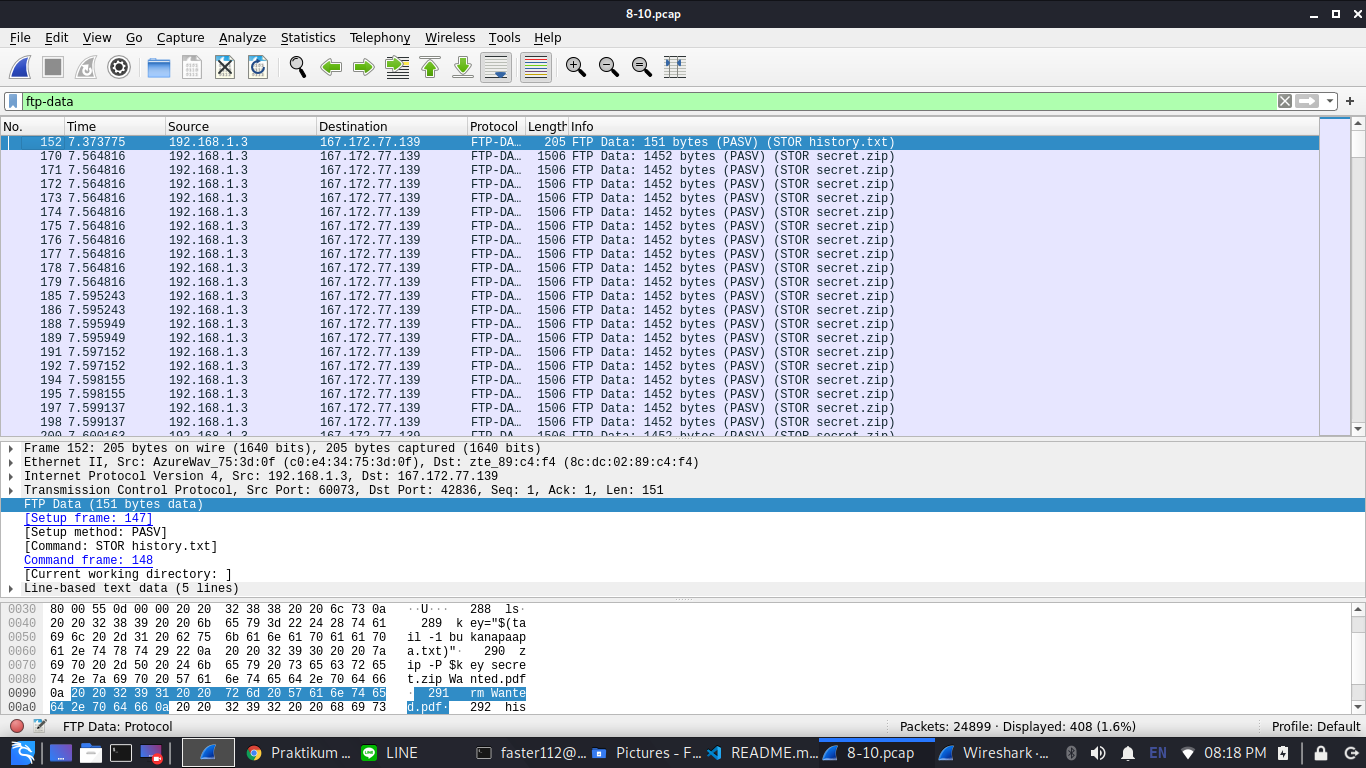 8-10.pcap
File Edit View Go Capture Analyze Statistics Telephony Wireless Tools Help
ftp-data
No. Time Source Destination Protocol Length Info
152 7.373775 192.168.1.3 167.172.77.139 FTP-DA… 205 FTP Data: 151 bytes (PASV) (STOR history.txt)
170 7.564816 192.168.1.3 167.172.77.139 FTP-DA… 1506 FTP Data: 1452 bytes (PASV) (STOR secret.zip)
171 7.564816 192.168.1.3 167.172.77.139 FTP-DA… 1506 FTP Data: 1452 bytes (PASV) (STOR secret.zip)
172 7.564816 192.168.1.3 167.172.77.139 FTP-DA… 1506 FTP Data: 1452 bytes (PASV) (STOR secret.zip)
173 7.564816 192.168.1.3 167.172.77.139 FTP-DA… 1506 FTP Data: 1452 bytes (PASV) (STOR secret.zip)
174 7.564816 192.168.1.3 167.172.77.139 FTP-DA… 1506 FTP Data: 1452 bytes (PASV) (STOR secret.zip)
175 7.564816 192.168.1.3 167.172.77.139 FTP-DA… 1506 FTP Data: 1452 bytes (PASV) (STOR secret.zip)
176 7.564816 192.168.1.3 167.172.77.139 FTP-DA… 1506 FTP Data: 1452 bytes (PASV) (STOR secret.zip)
177 7.564816 192.168.1.3 167.172.77.139 FTP-DA… 1506 FTP Data: 1452 bytes (PASV) (STOR secret.zip)
178 7.564816 192.168.1.3 167.172.77.139 FTP-DA… 1506 FTP Data: 1452 bytes (PASV) (STOR secret.zip)
179 7.564816 192.168.1.3 167.172.77.139 FTP-DA… 1506 FTP Data: 1452 bytes (PASV) (STOR secret.zip)
185 7.595243 192.168.1.3 167.172.77.139 FTP-DA… 1506 FTP Data: 1452 bytes (PASV) (STOR secret.zip)
186 7.595243 192.168.1.3 167.172.77.139 FTP-DA… 1506 FTP Data: 1452 bytes (PASV) (STOR secret.zip)
188 7.595949 192.168.1.3 167.172.77.139 FTP-DA… 1506 FTP Data: 1452 bytes (PASV) (STOR secret.zip)
189 7.595949 192.168.1.3 167.172.77.139 FTP-DA… 1506 FTP Data: 1452 bytes (PASV) (STOR secret.zip)
191 7.597152 192.168.1.3 167.172.77.139 FTP-DA… 1506 FTP Data: 1452 bytes (PASV) (STOR secret.zip)
192 7.597152 192.168.1.3 167.172.77.139 FTP-DA… 1506 FTP Data: 1452 bytes (PASV) (STOR secret.zip)
194 7.598155 192.168.1.3 167.172.77.139 FTP-DA… 1506 FTP Data: 1452 bytes (PASV) (STOR secret.zip)
195 7.598155 192.168.1.3 167.172.77.139 FTP-DA… 1506 FTP Data: 1452 bytes (PASV) (STOR secret.zip)
197 7.599137 192.168.1.3 167.172.77.139 FTP-DA… 1506 FTP Data: 1452 bytes (PASV) (STOR secret.zip)
198 7.599137 192.168.1.3 167.172.77.139 FTP-DA… 1506 FTP Data: 1452 bytes (PASV) (STOR secret.zip)
200 7.600163 192.168.1.3 167.172.77.139 FTP-DA… 1506 FTP Data: 1452 bytes (PASV) (STOR secret.zip)
Frame 152: 205 bytes on wire (1640 bits), 205 bytes captured (1640 bits)
Ethernet II, Src: AzureWav_75:3d:0f (c0:e4:34:75:3d:0f), Dst: zte_89:c4:f4 (8c:dc:02:89:c4:f4)
Internet Protocol Version 4, Src: 192.168.1.3, Dst: 167.172.77.139
Transmission Control Protocol, Src Port: 60073, Dst Port: 42836, Seq: 1, Ack: 1, Len: 151
FTP Data (151 bytes data)
[Setup frame: 147]
[Setup method: PASV]
[Command: STOR history.txt]
Command frame: 148
[Current working directory: ]
Line-based text data (5 lines)
0030 80 00 55 0d 00 00 20 20 32 38 38 20 20 6c 73 0a ··U··· 288 ls·
0040 20 20 32 38 39 20 20 6b 65 79 3d 22 24 28 74 61 289 k ey="$(ta
0050 69 6c 20 2d 31 20 62 75 6b 61 6e 61 70 61 61 70 il -1 bu kanapaap
0060 61 2e 74 78 74 29 22 0a 20 20 32 39 30 20 20 7a a.txt)"· 290 z
0070 69 70 20 2d 50 20 24 6b 65 79 20 73 65 63 72 65 ip -P $k ey secre
0080 74 2e 7a 69 70 20 57 61 6e 74 65 64 2e 70 64 66 t.zip Wa nted.pdf
0090 0a 20 20 32 39 31 20 20 72 6d 20 57 61 6e 74 65 · 291 rm Wante
00a0 64 2e 70 64 66 0a 20 20 32 39 32 20 20 68 69 73 d.pdf· 292 his
FTP Data: Protocol Packets: 24899 · Displayed: 408 (1.6%) Profile: Default
Praktikum ... LINE faster112@... Pictures - F... README.m... 8-10.pcap Wireshark ·... EN 08:18 PM